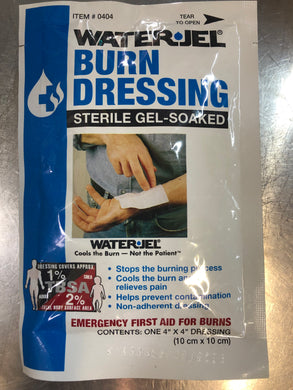 ITEM # 0404
TEAR
TO OPEN
WATER-JEL®
BURN
DRESSING
STERILE GEL-SOAKED
WATER-JEL®
Cools the Burn — Not the Patient™
DRESSING COVERS APPROX.
1%
TBSA
2%
TOTAL BODY SURFACE AREA
• Stops the burning process
• Cools the burn and
relieves pain
• Helps prevent contamination
• Non-adherent dressing
EMERGENCY FIRST AID FOR BURNS
CONTENTS: ONE 4" X 4" DRESSING
(10 cm x 10 cm)